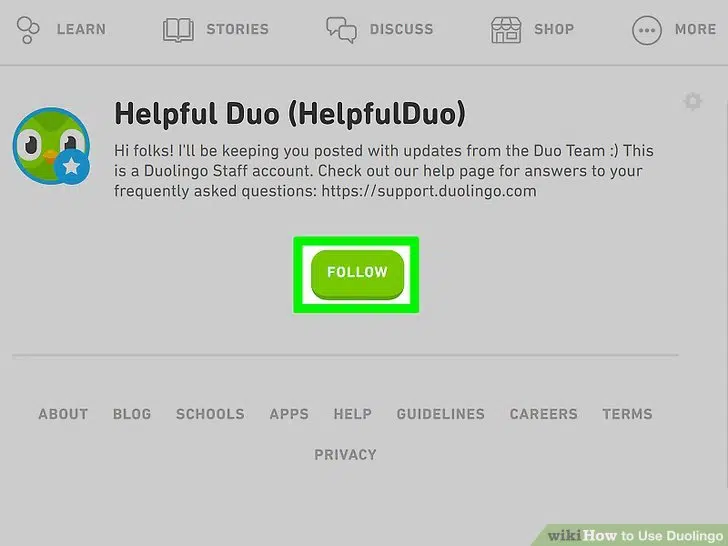 LEARN STORIES DISCUSS SHOP MORE
Helpful Duo (HelpfulDuo)
Hi folks! I'll be keeping you posted with updates from the Duo Team :) This
is a Duolingo Staff account. Check out our help page for answers to your
frequently asked questions: https://support.duolingo.com
FOLLOW
ABOUT BLOG SCHOOLS APPS HELP GUIDELINES CAREERS TERMS
PRIVACY
wikiHow to Use Duolingo